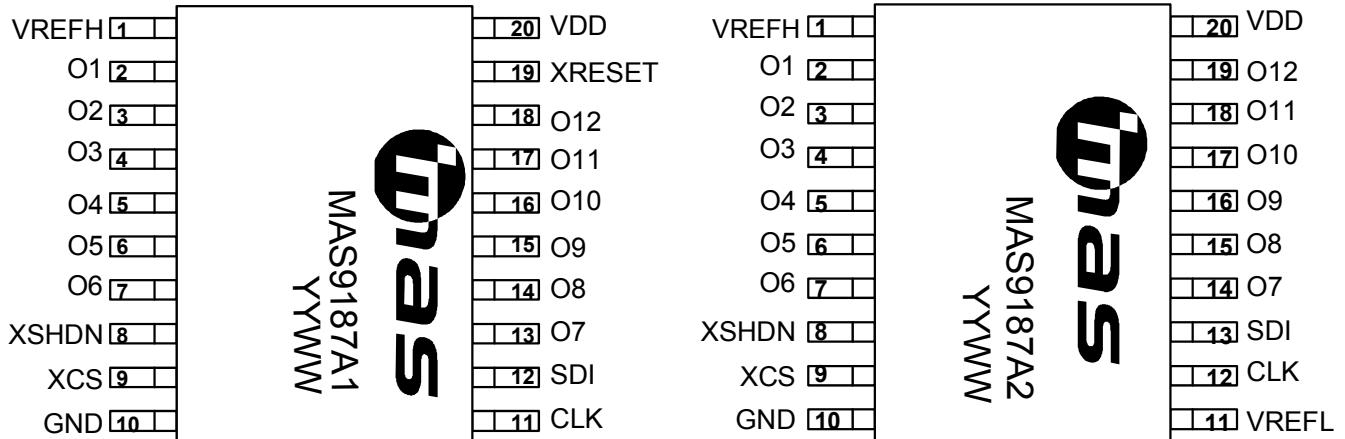 VREFH 1 20 VDD
O1 2 19 XRESET
O2 3 18 O12
O3 4 17 O11
O4 5 16 O10
O5 6 15 O9
O6 7 14 O8
XSHDN 8 13 O7
XCS 9 12 SDI
GND 10 11 CLK
mas
MAS9187A1
YYWW
VREFH 1 20 VDD
O1 2 19 O12
O2 3 18 O11
O3 4 17 O10
O4 5 16 O9
O5 6 15 O8
O6 7 14 O7
XSHDN 8 13 SDI
XCS 9 12 CLK
GND 10 11 VREFL
mas
MAS9187A2
YYWW